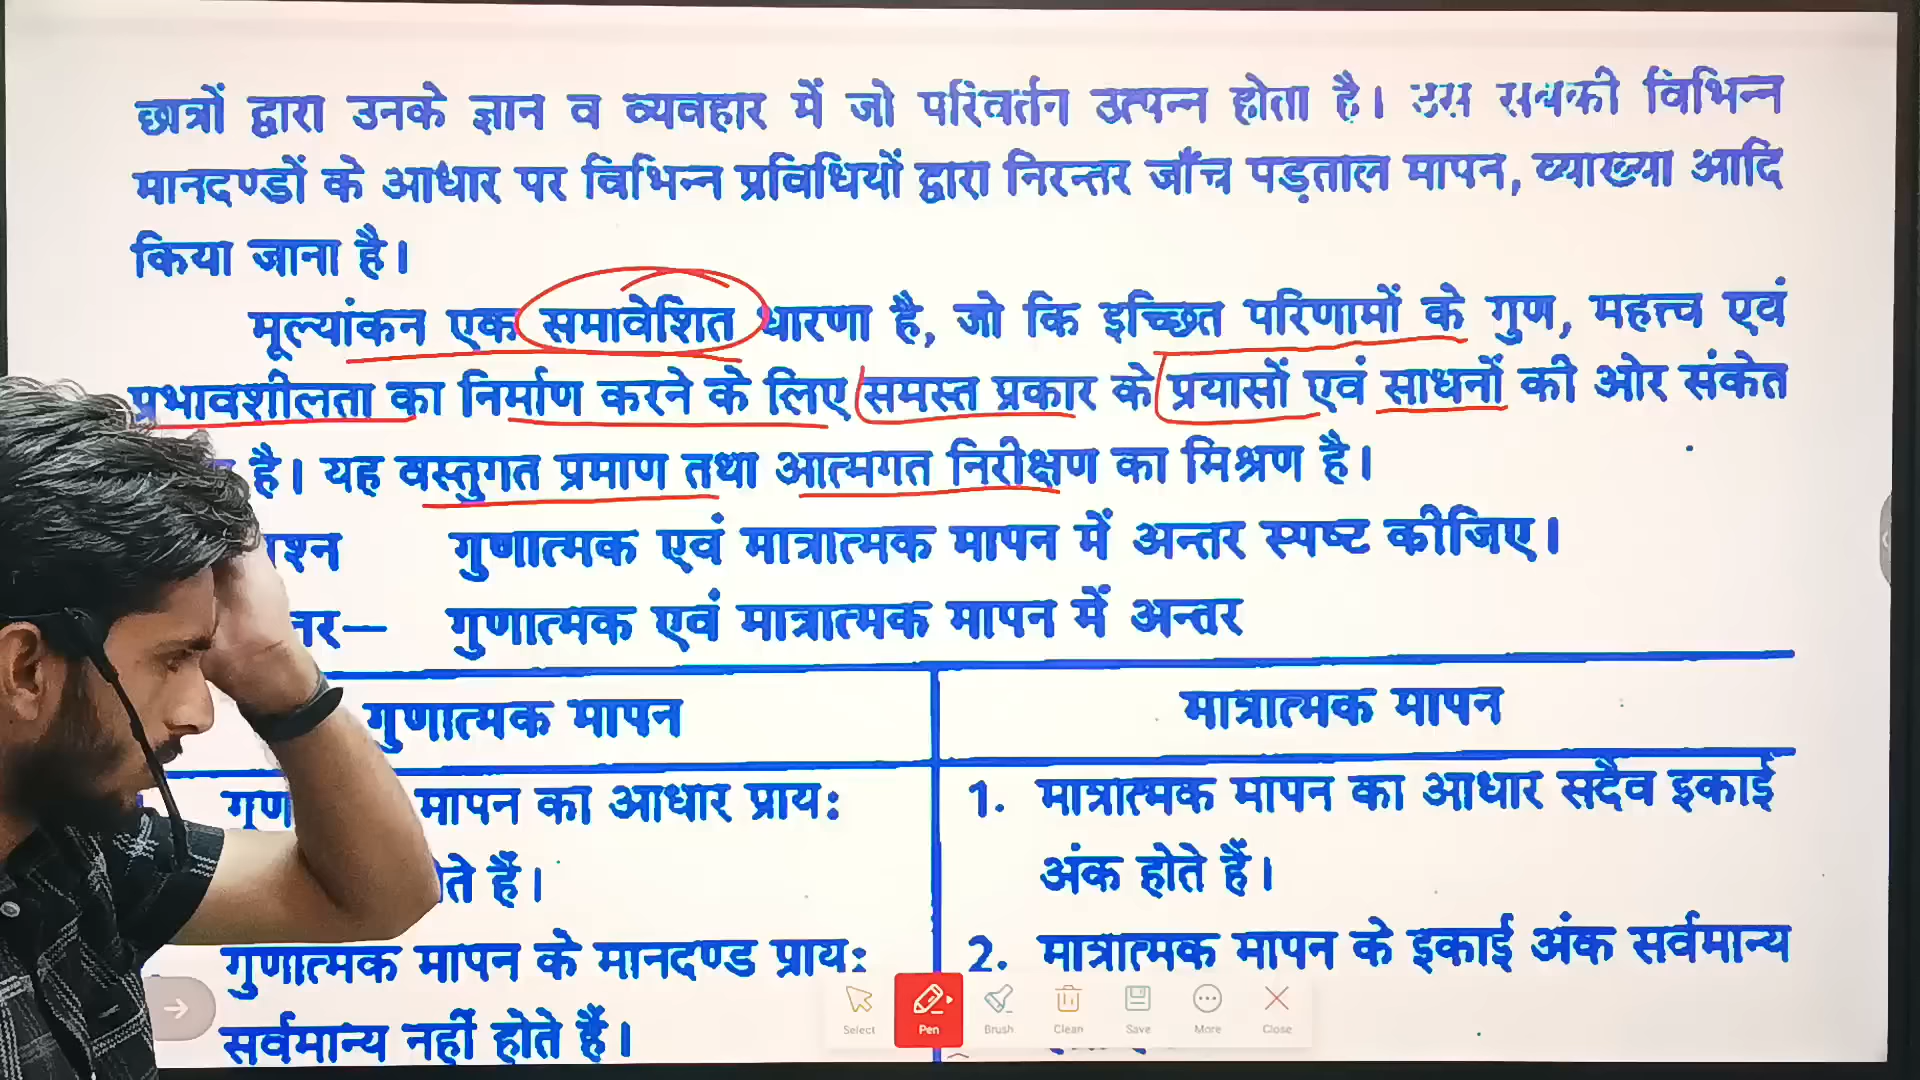 छात्रों द्वारा उनके ज्ञान व व्यवहार में जो परिवर्तन उत्पन्न होता है। उस सबकी विभिन्न
मानदण्डों के आधार पर विभिन्न प्रविधियों द्वारा निरन्तर जाँच पड़ताल मापन, व्याख्या आदि
किया जाना है।
मूल्यांकन एक समावेशित धारणा है, जो कि इच्छित परिणामों के गुण, महत्त्व एवं
प्रभावशीलता का निर्माण करने के लिए समस्त प्रकार के प्रयासों एवं साधनों की ओर संकेत
है। यह वस्तुगत प्रमाण तथा आत्मगत निरीक्षण का मिश्रण है।
गुणात्मक एवं मात्रात्मक मापन में अन्तर स्पष्ट कीजिए।
गुणात्मक एवं मात्रात्मक मापन में अन्तर
गुणात्मक मापन
मात्रात्मक मापन
मापन का आधार प्रायः
हैं।
गुणात्मक मापन के मानदण्ड प्रायः
सर्वमान्य नहीं होते हैं।
1. मात्रात्मक मापन का आधार सदैव इकाई
अंक होते हैं।
2. मात्रात्मक मापन के इकाई अंक सर्वमान्य
Select Pen Brush Clean Save More Close